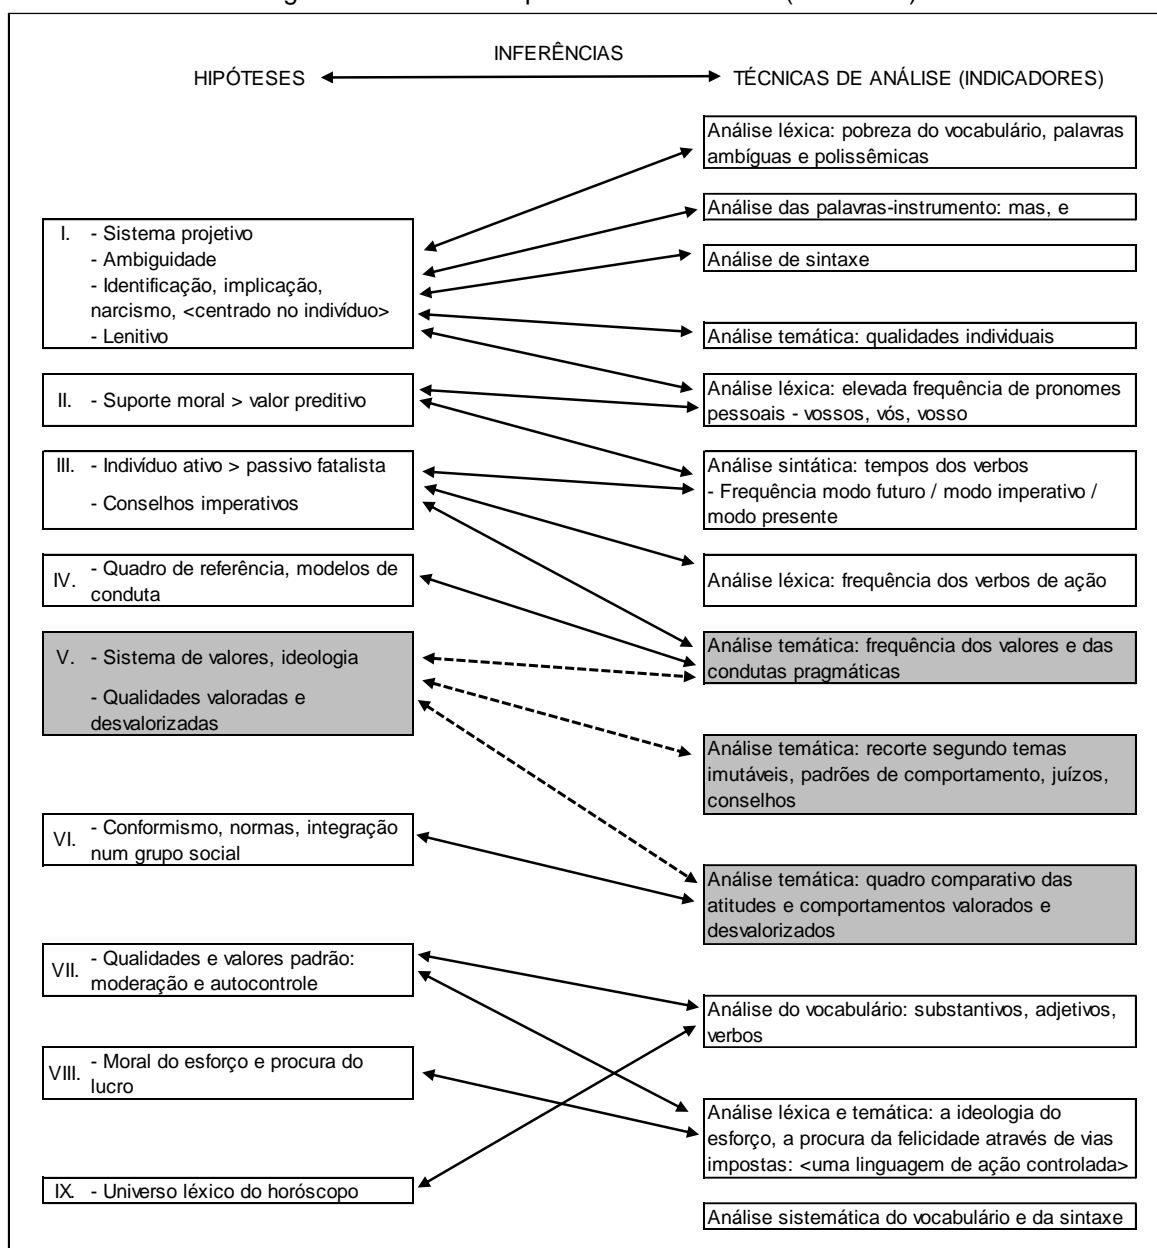 INFERÊNCIAS
HIPÓTESES
TÉCNICAS DE ANÁLISE (INDICADORES)
Análise léxica: pobreza do vocabulário, palavras
ambíguas e polissêmicas
Análise das palavras-instrumento: mas, e
Análise de sintaxe
Análise temática: qualidades individuais
Análise léxica: elevada frequência de pronomes
pessoais - vossos, vós, vosso
Análise sintática: tempos dos verbos
- Frequência modo futuro / modo imperativo /
modo presente
Análise léxica: frequência dos verbos de ação
Análise temática: frequência dos valores e das
condutas pragmáticas
Análise temática: recorte segundo temas
imutáveis, padrões de comportamento, juízos,
conselhos
Análise temática: quadro comparativo das
atitudes e comportamentos valorados e
desvalorizados
Análise do vocabulário: substantivos, adjetivos,
verbos
Análise léxica e temática: a ideologia do
esforço, a procura da felicidade através de vias
impostas: <uma linguagem de ação controlada>
Análise sistemática do vocabulário e da sintaxe
I. - Sistema projetivo
- Ambiguidade
- Identificação, implicação,
narcismo, <centrado no indivíduo>
- Lenitivo
II. - Suporte moral > valor preditivo
III. - Indivíduo ativo > passivo fatalista
- Conselhos imperativos
IV. - Quadro de referência, modelos de
conduta
V. - Sistema de valores, ideologia
- Qualidades valoradas e
desvalorizadas
VI. - Conformismo, normas, integração
num grupo social
VII. - Qualidades e valores padrão:
moderação e autocontrole
VIII. - Moral do esforço e procura do
lucro
IX. - Universo léxico do horóscopo